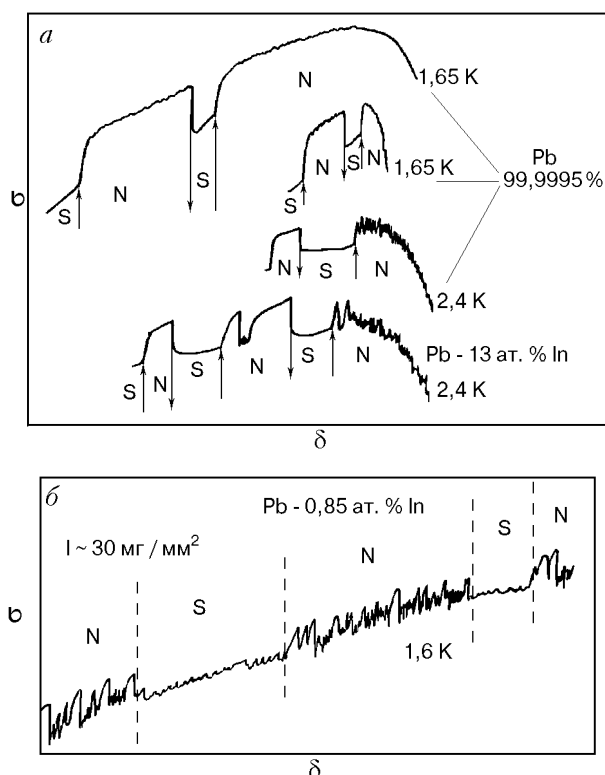 а
N
1,65 K
S
N
S
N
S
N
S
1,65 K
Pb
99,9995 %
σ
N
S
N
2,4 K
S
N
S
N
S
N
Pb - 13 ат. % In
2,4 K
δ
б
Pb - 0,85 ат. % In
I ~ 30 мг / мм²
N
S
N
S
N
σ
1,6 K
δ